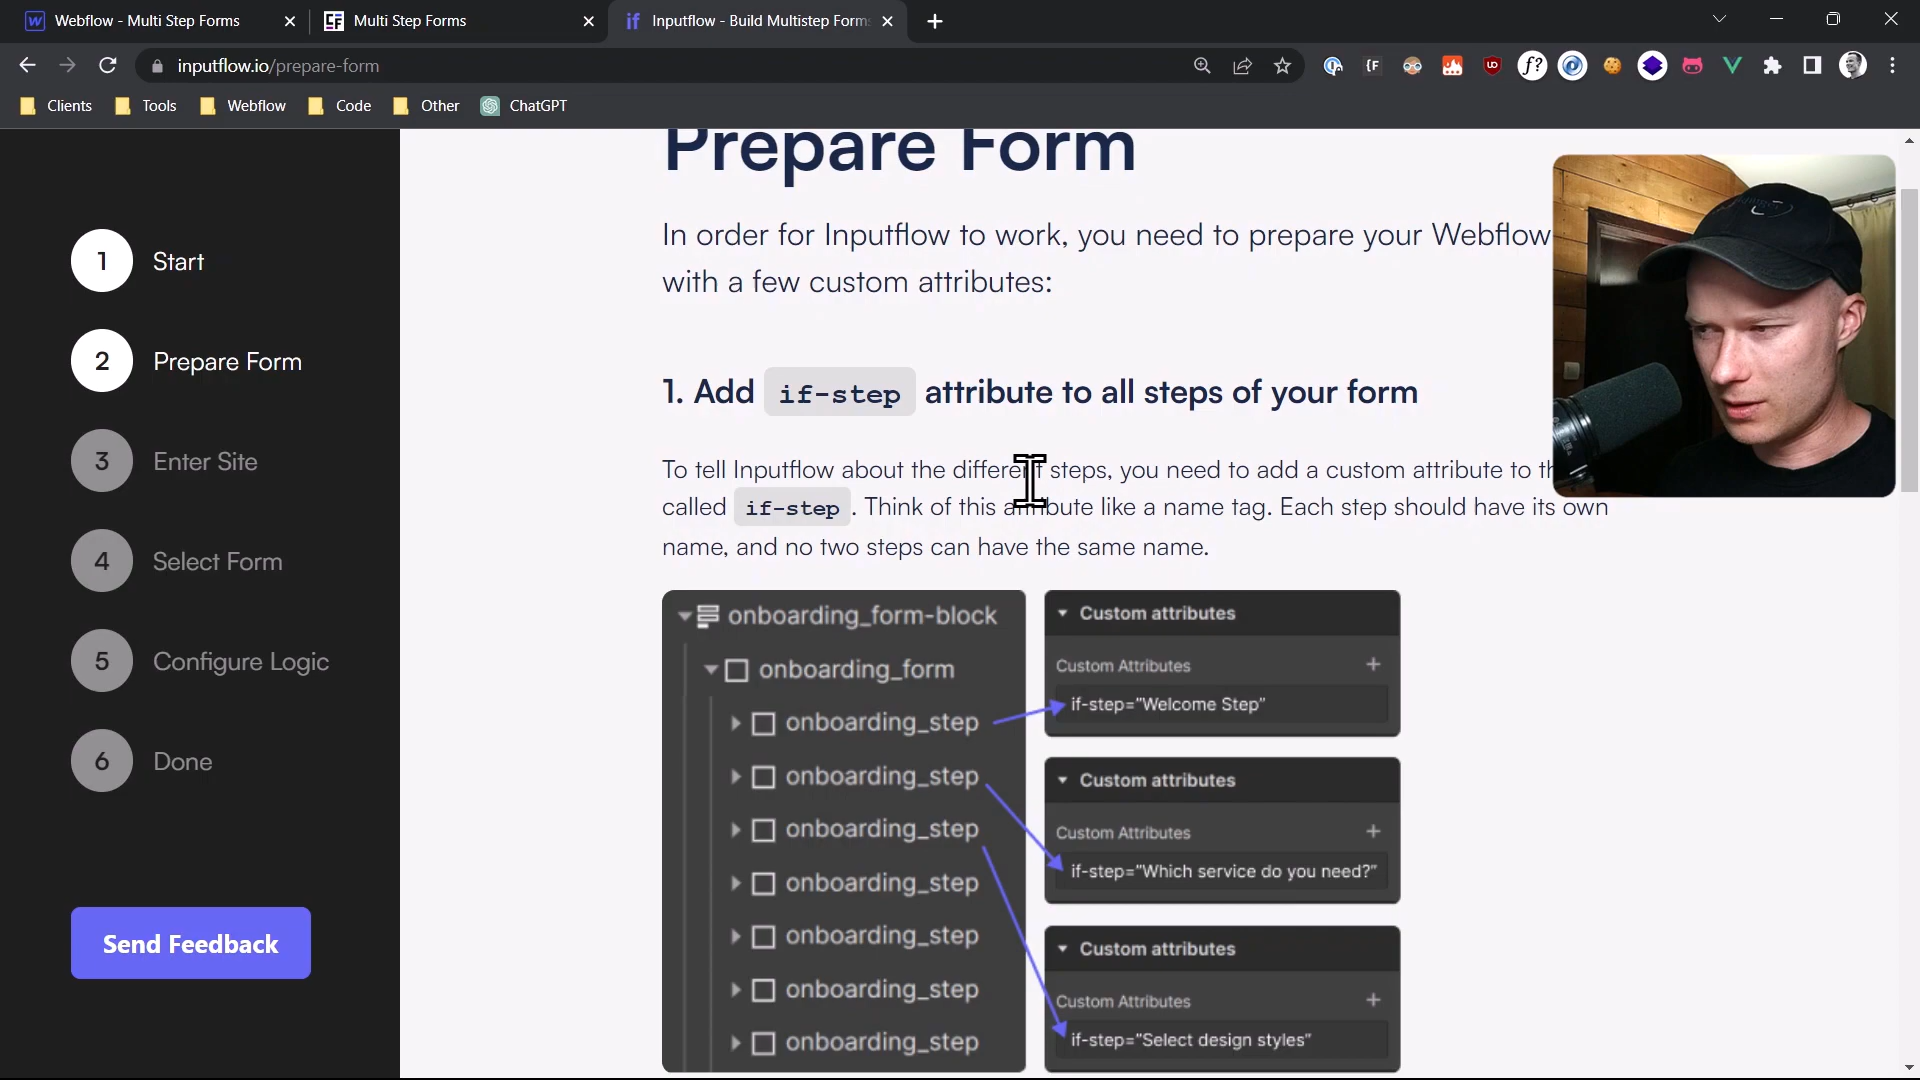 Webflow - Multi Step Forms
Multi Step Forms
Inputflow - Build Multistep Form
inputflow.io/prepare-form
Clients
Tools
Webflow
Code
Other
ChatGPT
1 Start
2 Prepare Form
3 Enter Site
4 Select Form
5 Configure Logic
6 Done
Send Feedback
Prepare Form
In order for Inputflow to work, you need to prepare your Webflow
with a few custom attributes:
1. Add if-step attribute to all steps of your form
To tell Inputflow about the different steps, you need to add a custom attribute to
called if-step . Think of this attribute like a name tag. Each step should have its own
name, and no two steps can have the same name.
onboarding_form-block
onboarding_form
onboarding_step
onboarding_step
onboarding_step
onboarding_step
onboarding_step
onboarding_step
onboarding_step
Custom attributes
Custom Attributes +
if-step="Welcome Step"
Custom attributes
Custom Attributes +
if-step="Which service do you need?"
Custom attributes
Custom Attributes +
if-step="Select design styles"